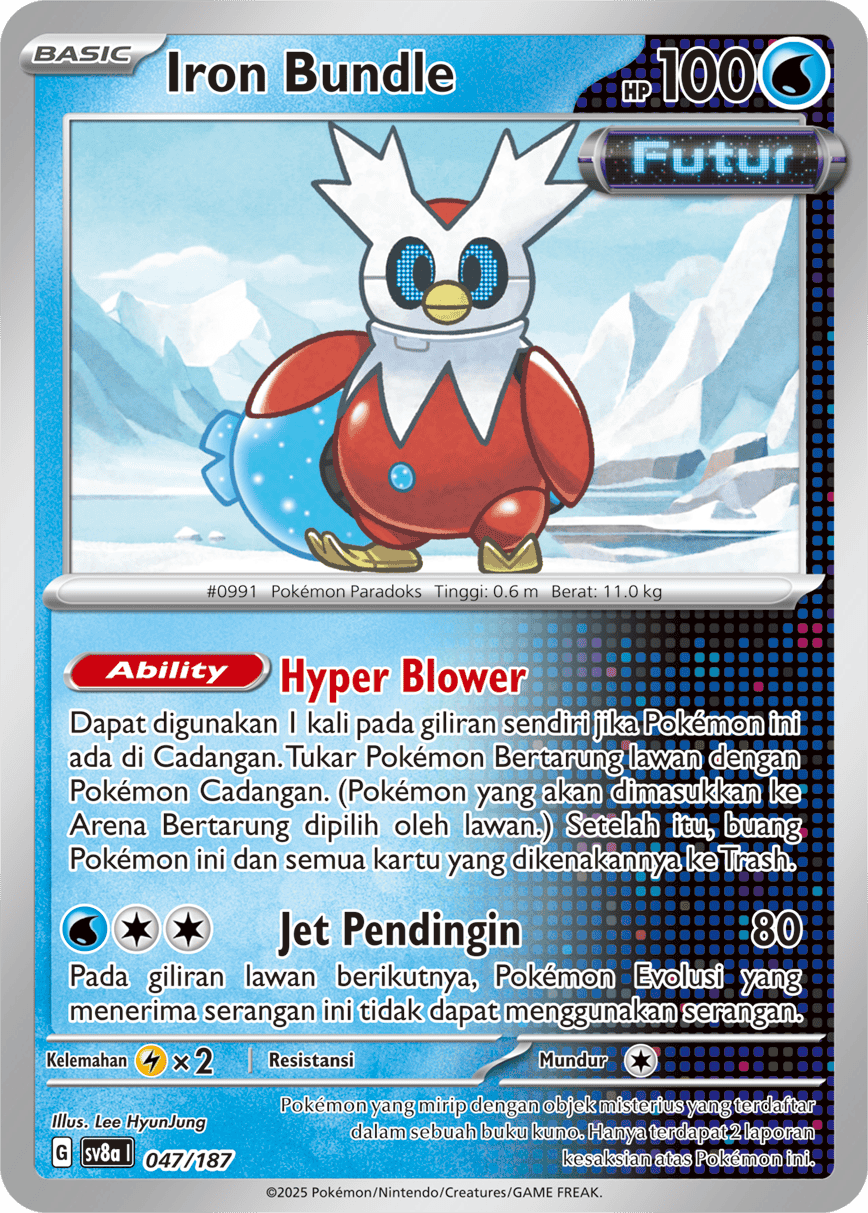 BASIC
Iron Bundle
HP 100
Futur
#0991 Pokémon Paradoks Tinggi: 0.6 m Berat: 11.0 kg
Ability Hyper Blower
Dapat digunakan 1 kali pada giliran sendiri jika Pokémon ini
ada di Cadangan. Tukar Pokémon Bertarung lawan dengan
Pokémon Cadangan. (Pokémon yang akan dimasukkan ke
Arena Bertarung dipilih oleh lawan.) Setelah itu, buang
Pokémon ini dan semua kartu yang dikenakannya ke Trash.
Jet Pendingin 80
Pada giliran lawan berikutnya, Pokémon Evolusi yang
menerima serangan ini tidak dapat menggunakan serangan.
Kelemahan ×2 Resistansi Mundur
Pokémon yang mirip dengan objek misterius yang terdaftar
dalam sebuah buku kuno. Hanya terdapat 2 laporan
kesaksian atas Pokémon ini.
Illus. Lee HyunJung
G sv8a I 047/187
©2025 Pokémon/Nintendo/Creatures/GAME FREAK.